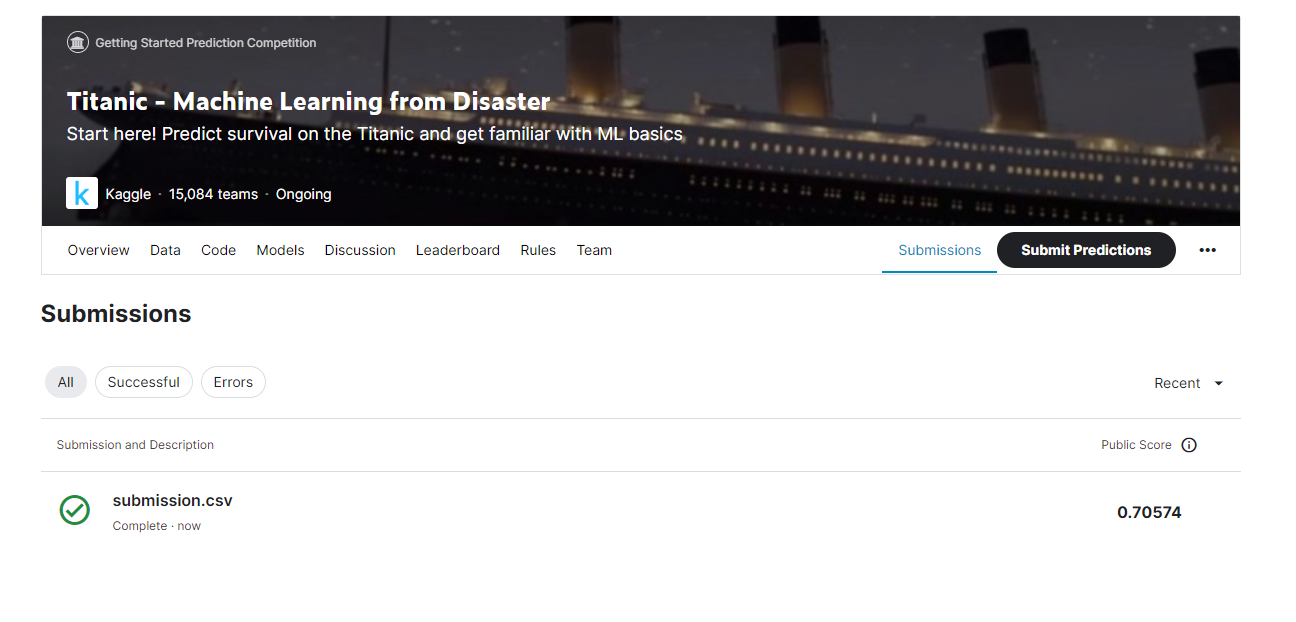 Getting Started Prediction Competition
Titanic - Machine Learning from Disaster
Start here! Predict survival on the Titanic and get familiar with ML basics
k Kaggle · 15,084 teams · Ongoing
Overview Data Code Models Discussion Leaderboard Rules Team Submissions Submit Predictions
Submissions
All Successful Errors Recent
Submission and Description Public Score
submission.csv
Complete · now
0.70574